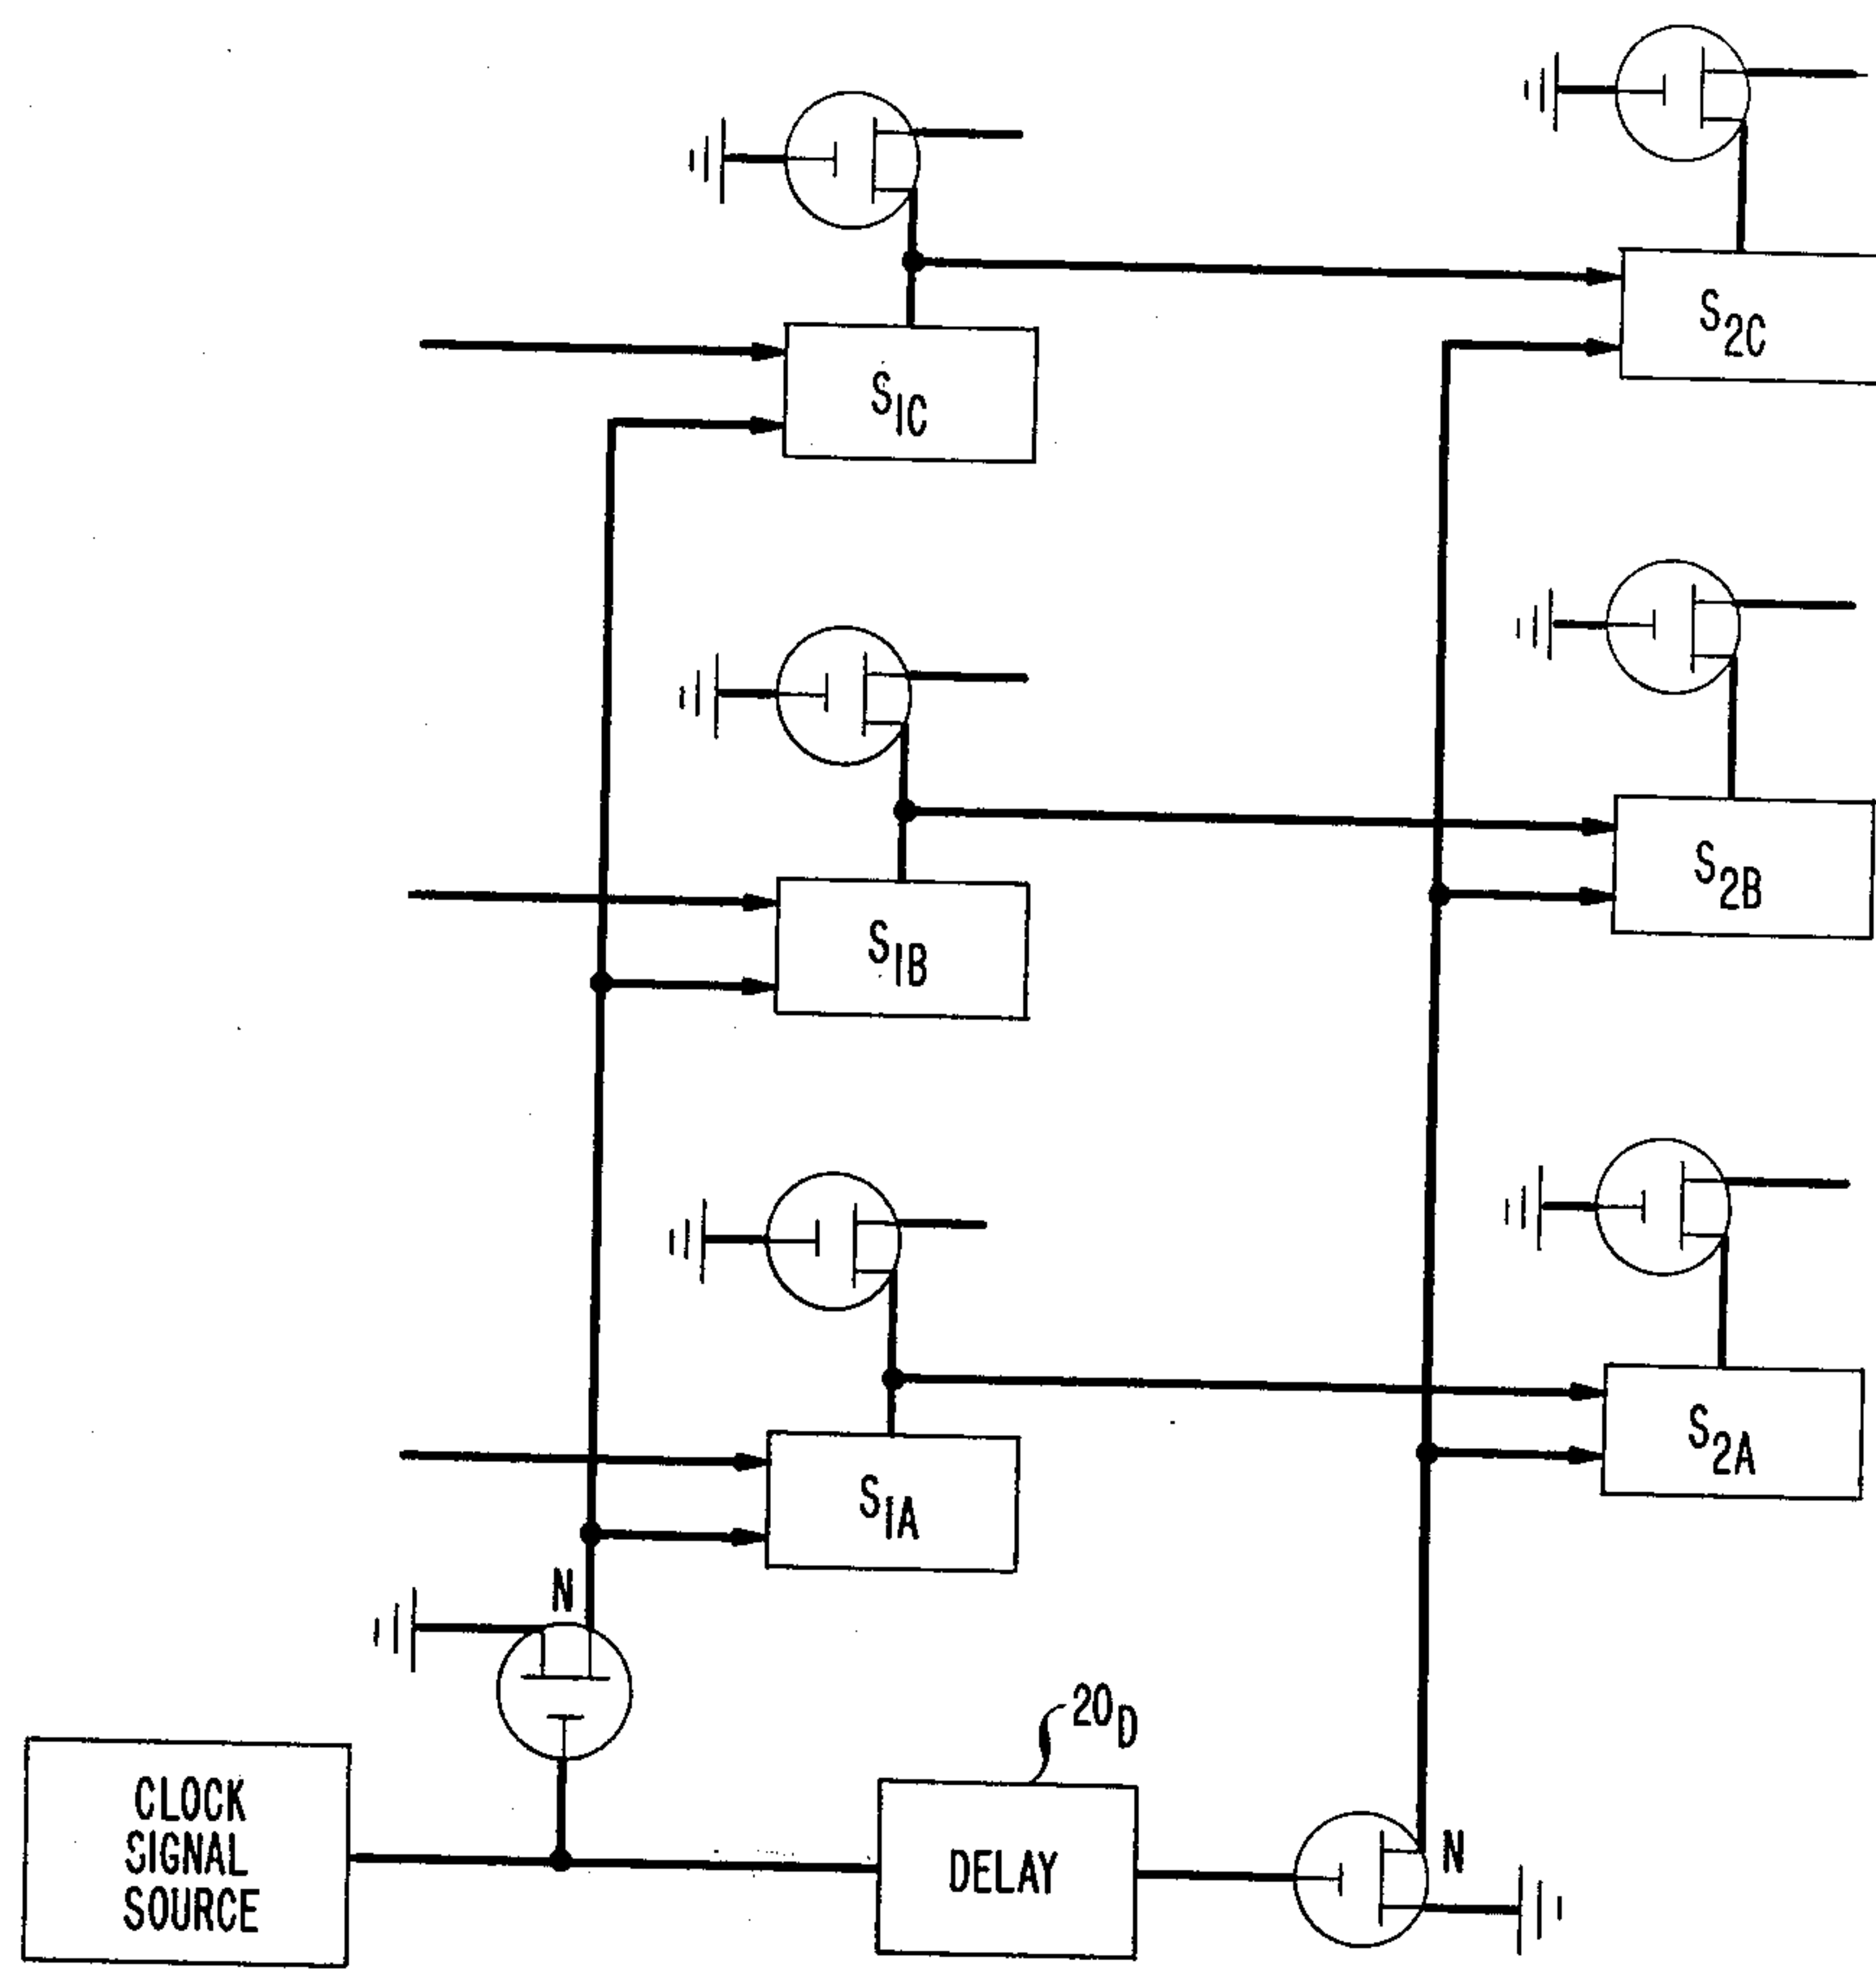 S2C
S1C
S2B
S1B
S2A
S1A
N
20D
CLOCK
SIGNAL
SOURCE
DELAY
N